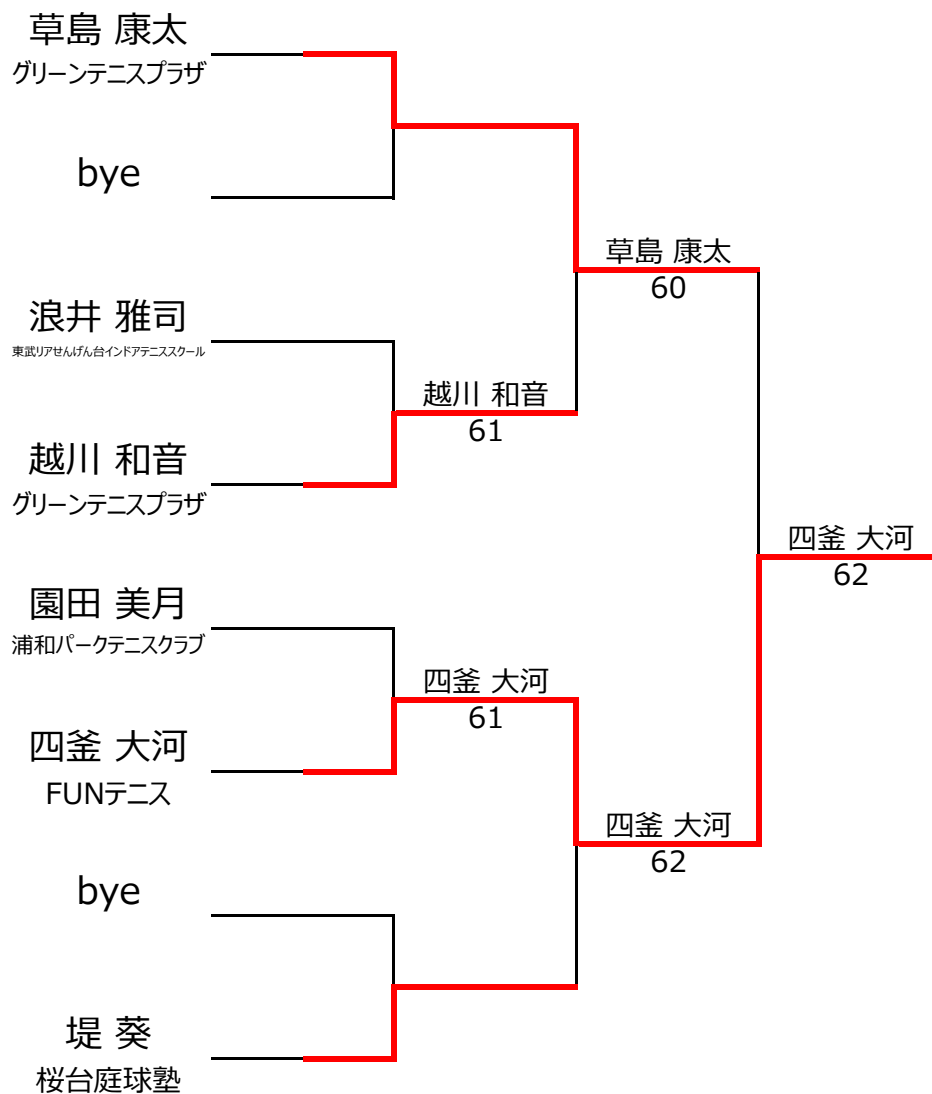 草島 康太
グリーンテニスプラザ
bye
浪井 雅司
東武リアせんげん台インドアテニススクール
越川 和音
グリーンテニスプラザ
園田 美月
浦和パークテニスクラブ
四釜 大河
FUNテニス
bye
堤 葵
桜台庭球塾
越川 和音
61
四釜 大河
61
草島 康太
60
四釜 大河
62
四釜 大河
62